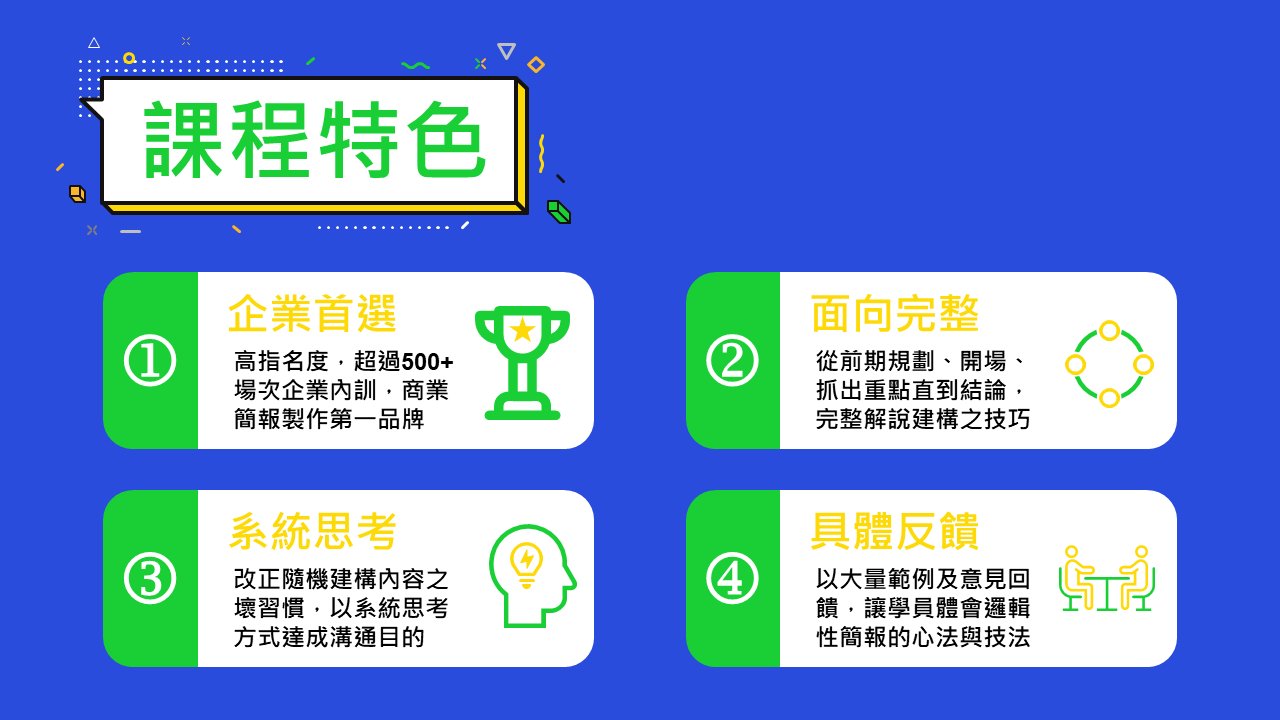 課程特色
①
企業首選
高指名度，超過500+
場次企業內訓，商業
簡報製作第一品牌
②
面向完整
從前期規劃、開場、
抓出重點直到結論，
完整解說建構之技巧
③
系統思考
改正隨機建構內容之
壞習慣，以系統思考
方式達成溝通目的
④
具體反饋
以大量範例及意見回
饋，讓學員體會邏輯
性簡報的心法與技法